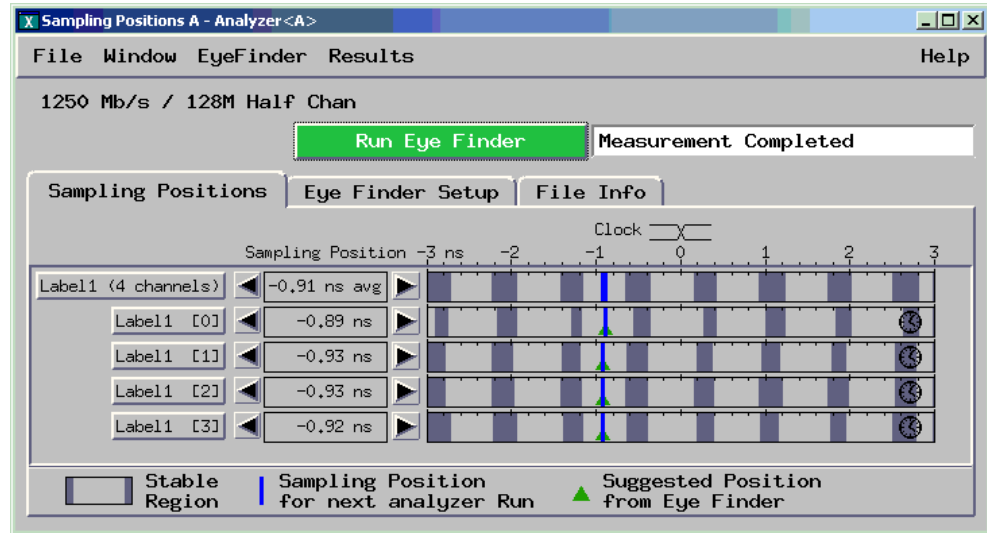 X Sampling Positions A - Analyzer<A>
File Window EyeFinder Results Help
1250 Mb/s / 128M Half Chan
Run Eye Finder Measurement Completed
Sampling Positions Eye Finder Setup File Info
Clock
Sampling Position -3 ns -2 -1 0 1 2 3
Label1 (4 channels) -0.91 ns avg
Label1 [0] -0.89 ns
Label1 [1] -0.93 ns
Label1 [2] -0.93 ns
Label1 [3] -0.92 ns
Stable Sampling Position Suggested Position
Region for next analyzer Run from Eye Finder